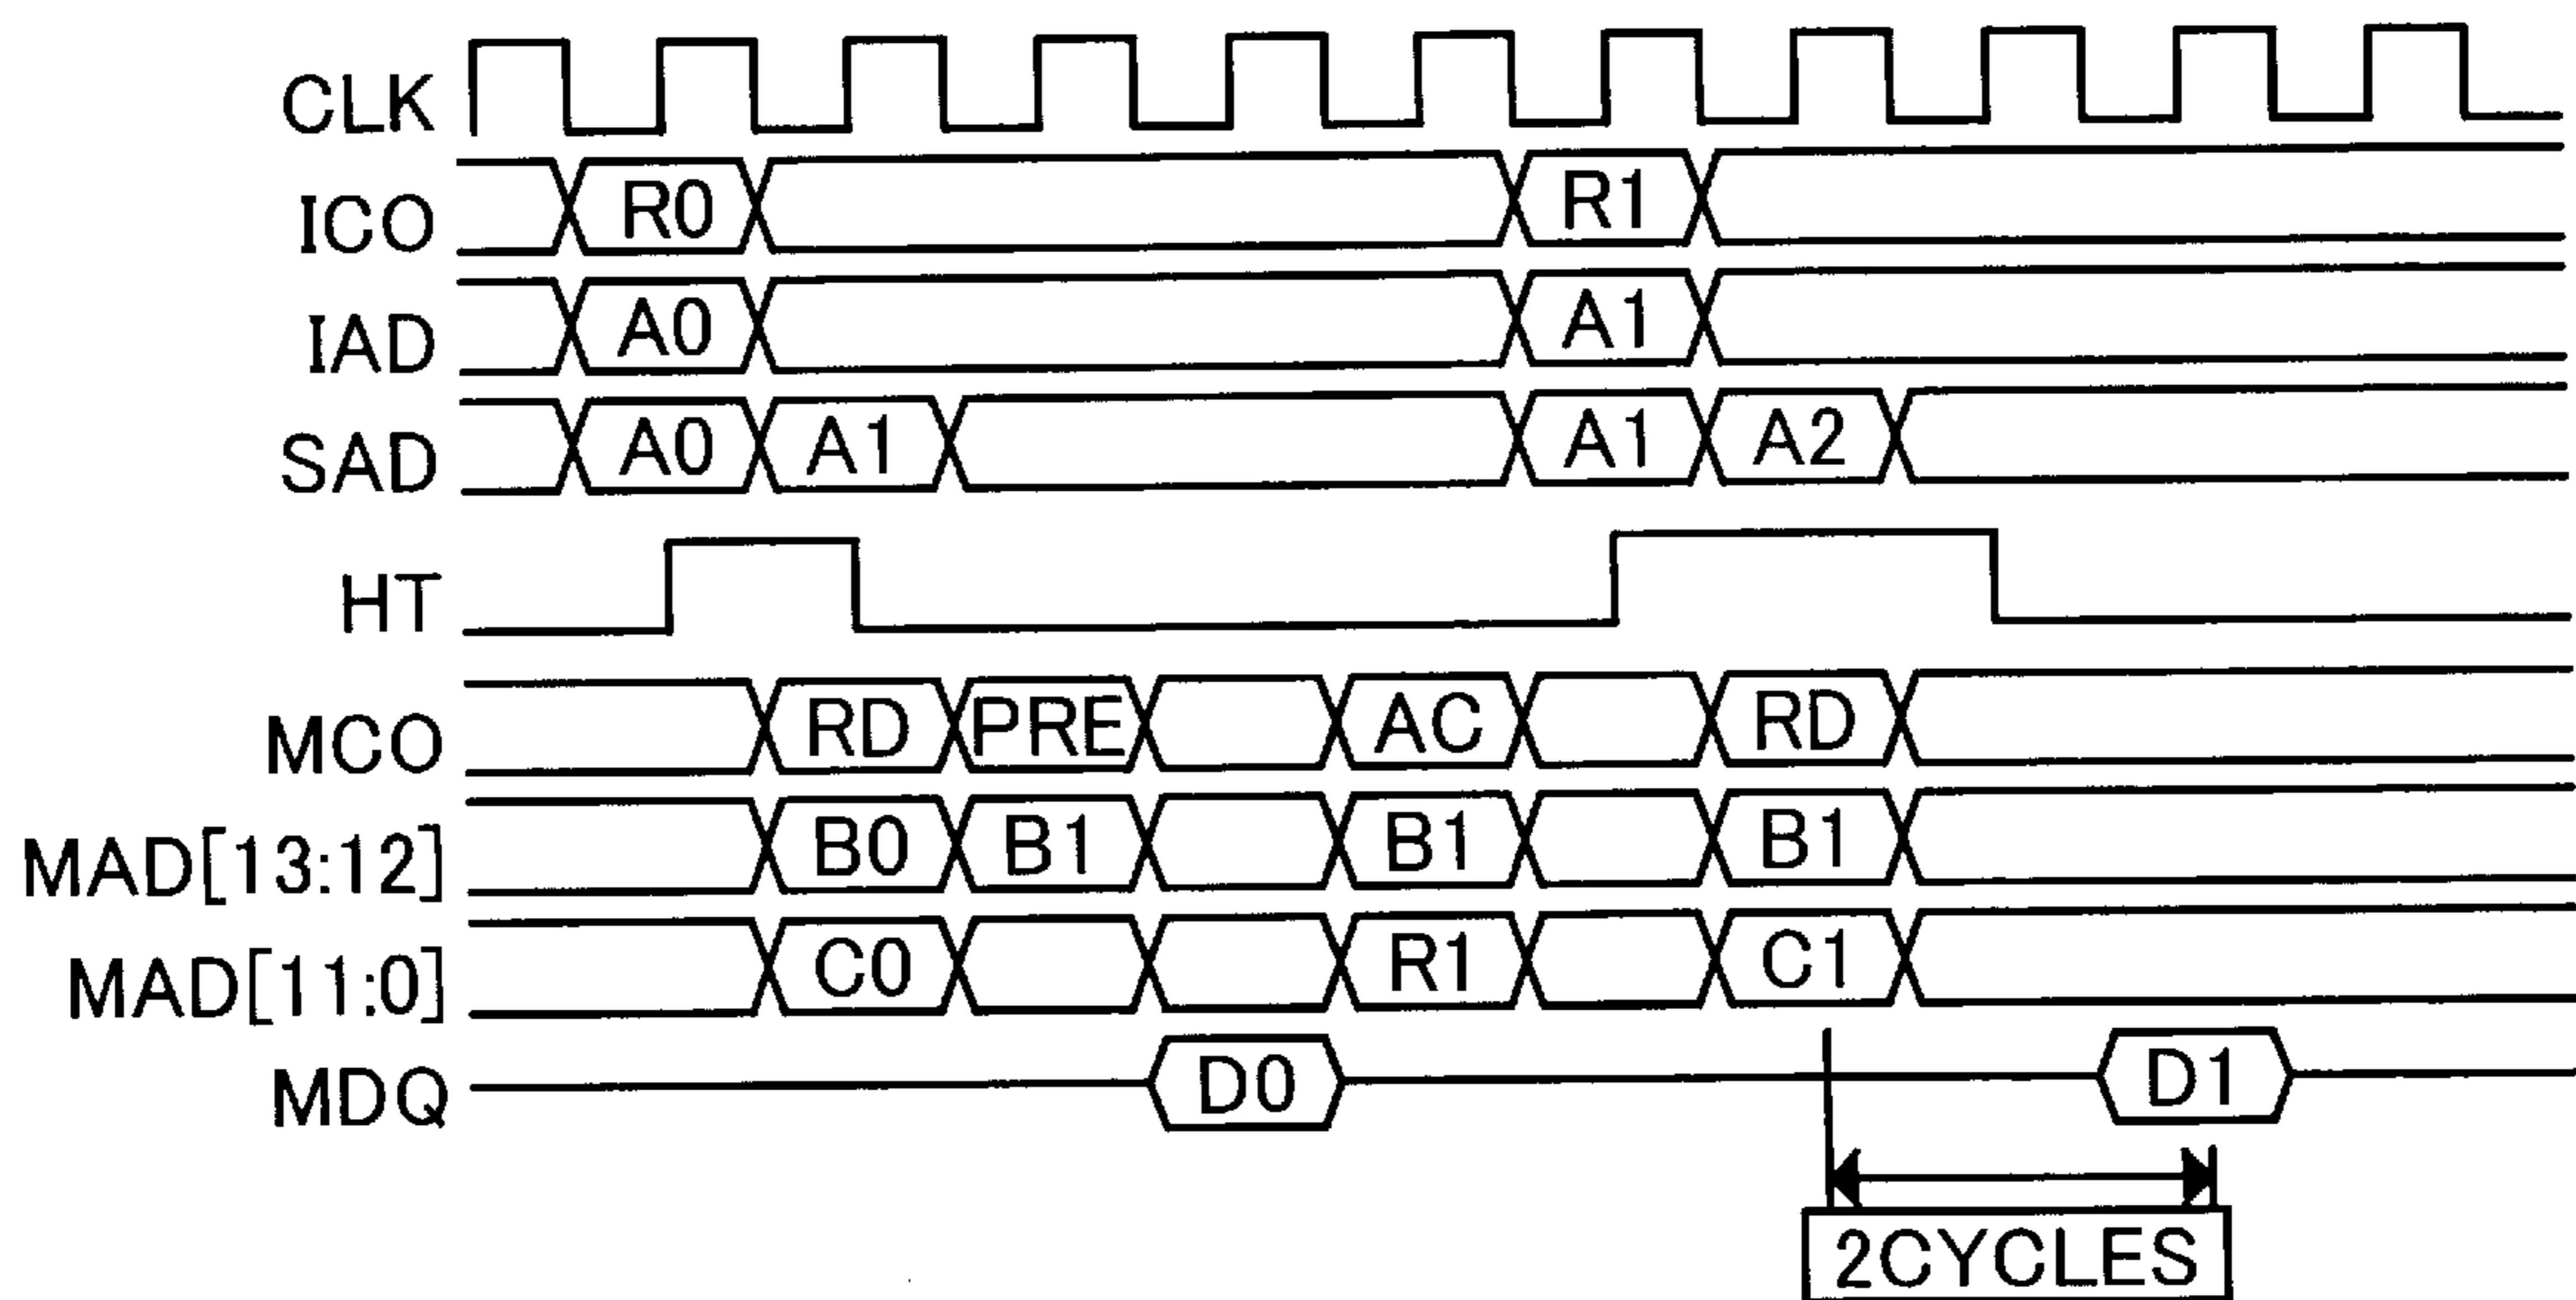 CLK
ICO R0 R1
IAD A0 A1
SAD A0 A1 A1 A2
HT
MCO RD PRE AC RD
MAD[13:12] B0 B1 B1 B1
MAD[11:0] C0 R1 C1
MDQ D0 D1
2CYCLES